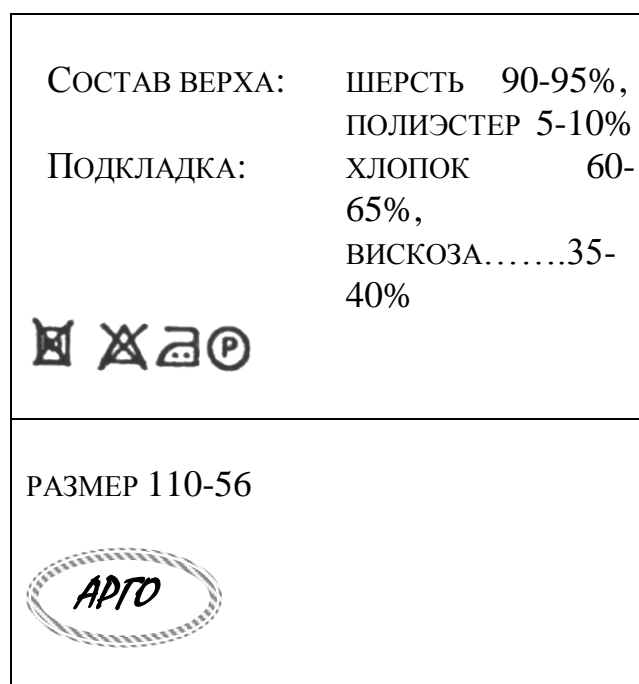 СОСТАВ ВЕРХА: ШЕРСТЬ 90-95%,
ПОЛИЭСТЕР 5-10%
ПОДКЛАДКА: ХЛОПОК 60-
65%,
ВИСКОЗА.......35-
40%
P
РАЗМЕР 110-56
АРГО